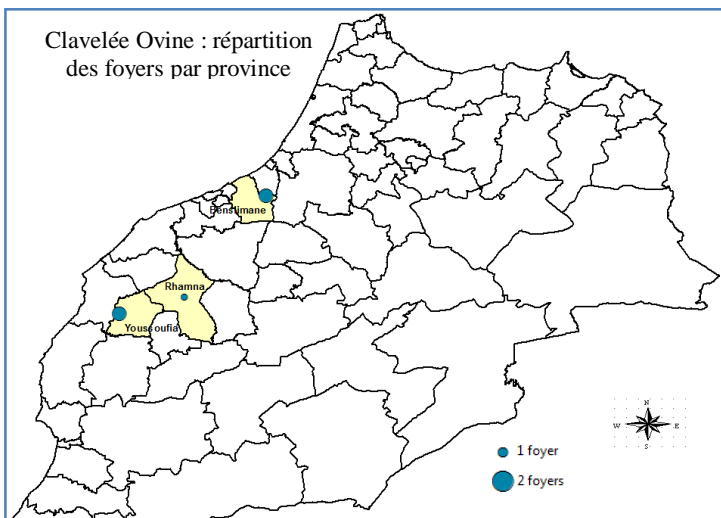 Clavelée Ovine : répartition
des foyers par province
Benslimane
Rhamna
Youssoufia
N
W E
S
1 foyer
2 foyers